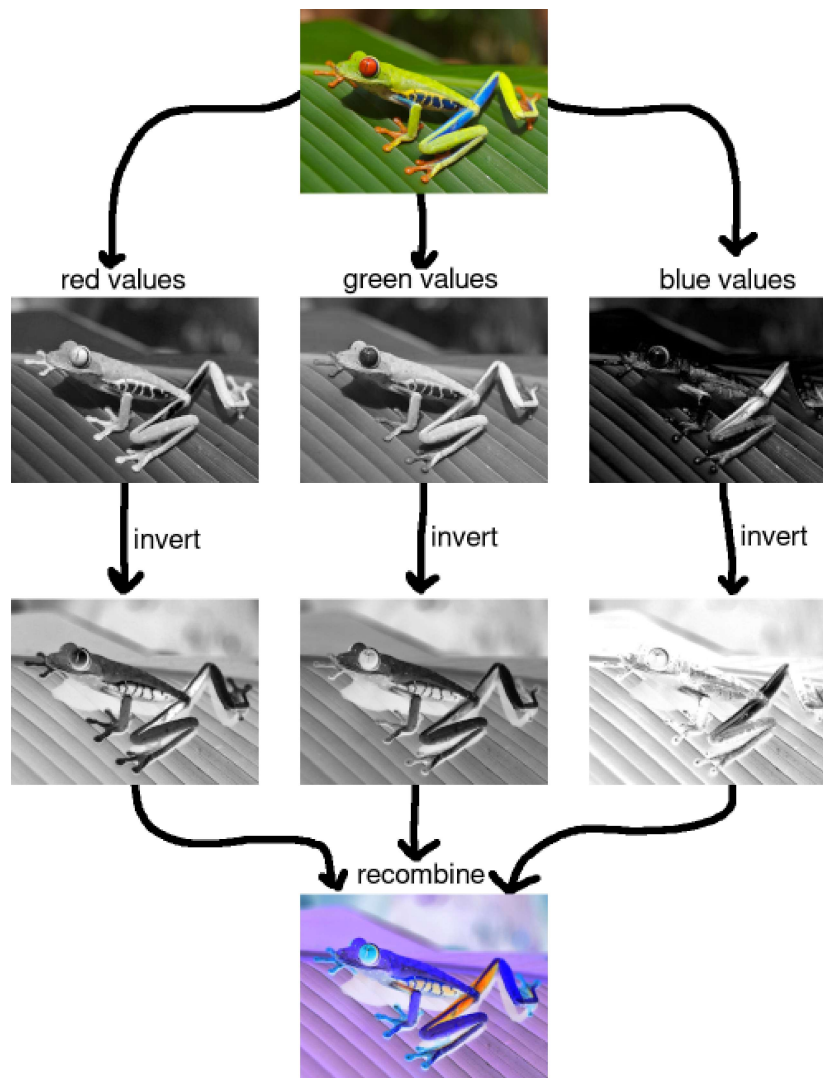 red values
green values
blue values
invert
invert
invert
recombine